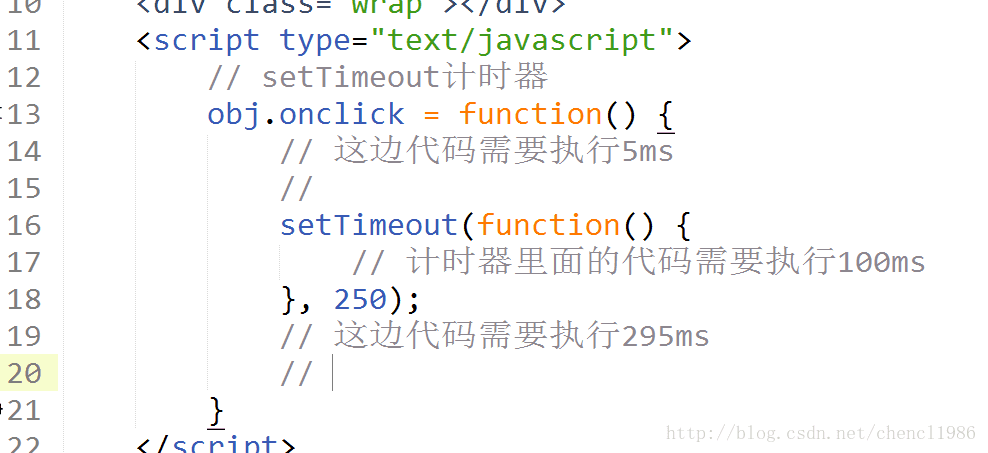 10 <div class="wrap"></div>
11 <script type="text/javascript">
12 // setTimeout计时器
13 obj.onclick = function() {
14 // 这边代码需要执行5ms
15 //
16 setTimeout(function() {
17 // 计时器里面的代码需要执行100ms
18 }, 250);
19 // 这边代码需要执行295ms
20 //
21 }
22 </script>
http://blog.csdn.net/chencl1986